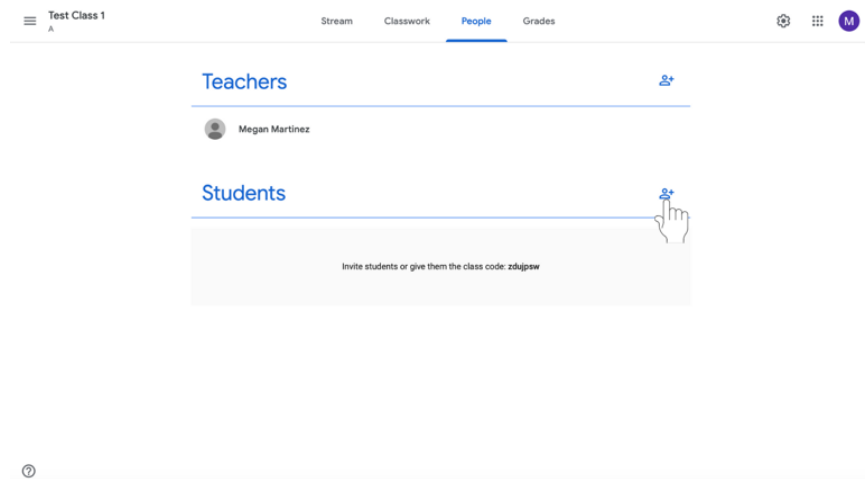 Test Class 1
A
Stream Classwork People Grades
M
Teachers
Megan Martinez
Students
Invite students or give them the class code: zdujpsw
?